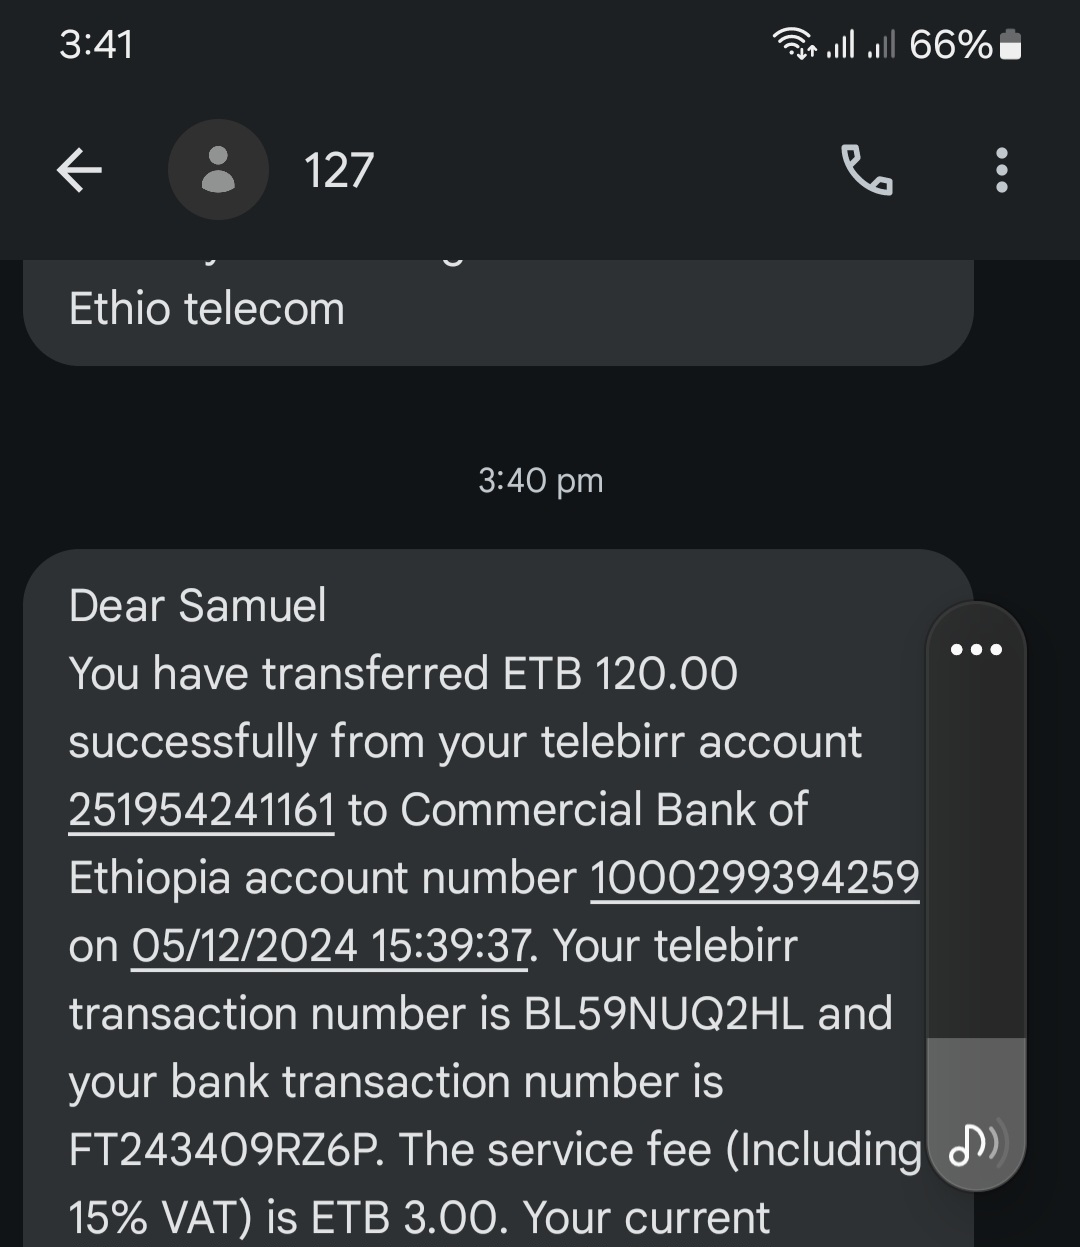 3:41
66%
127
Ethio telecom
3:40 pm
Dear Samuel
You have transferred ETB 120.00
successfully from your telebirr account
251954241161 to Commercial Bank of
Ethiopia account number 1000299394259
on 05/12/2024 15:39:37. Your telebirr
transaction number is BL59NUQ2HL and
your bank transaction number is
FT243409RZ6P. The service fee (Including
15% VAT) is ETB 3.00. Your current